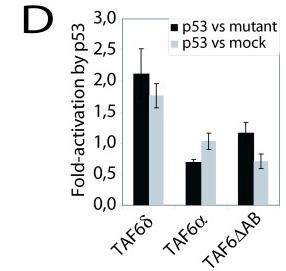 D
Fold-activation by p53
3,0
2,5
2,0
1,5
1,0
0,5
0,0
p53 vs mutant
p53 vs mock
TAF6δ
TAF6α
TAF6ΔAB